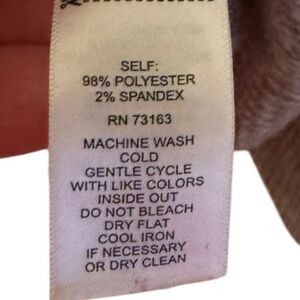 SELF:
98% POLYESTER
2% SPANDEX
RN 73163
MACHINE WASH
COLD
GENTLE CYCLE
WITH LIKE COLORS
INSIDE OUT
DO NOT BLEACH
DRY FLAT
COOL IRON
IF NECESSARY
OR DRY CLEAN